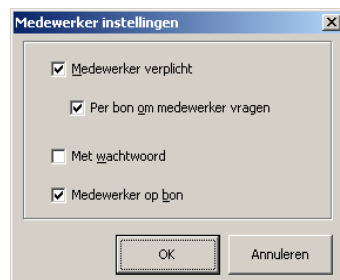 Medewerker instellingen
Medewerker verplicht
Per bon om medewerker vragen
Met wachtwoord
Medewerker op bon
OK
Annuleren